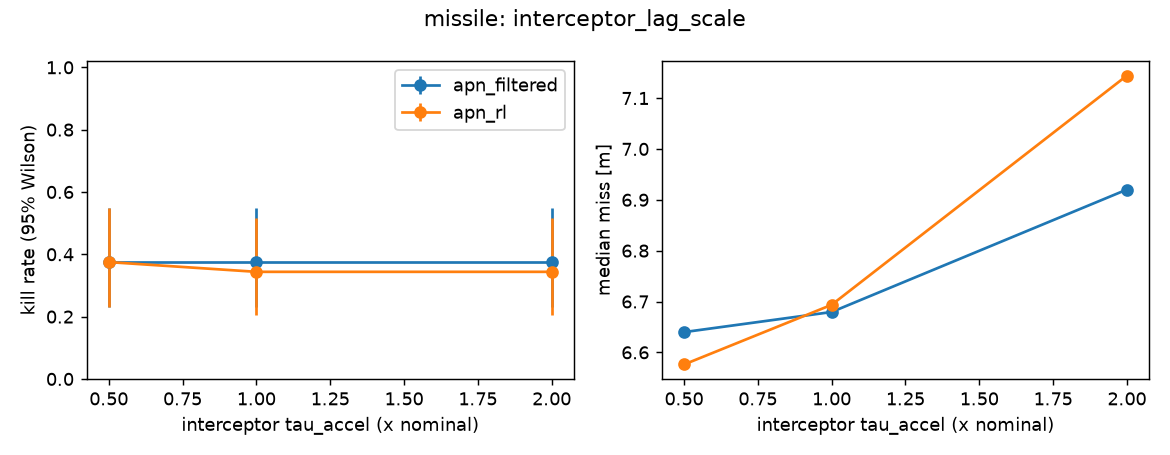 missile: interceptor_lag_scale
kill rate (95% Wilson)
1.0
0.8
0.6
0.4
0.2
0.0
apn_filtered
apn_rl
0.50 0.75 1.00 1.25 1.50 1.75 2.00
interceptor tau_accel (x nominal)
median miss [m]
7.1
7.0
6.9
6.8
6.7
6.6
0.50 0.75 1.00 1.25 1.50 1.75 2.00
interceptor tau_accel (x nominal)